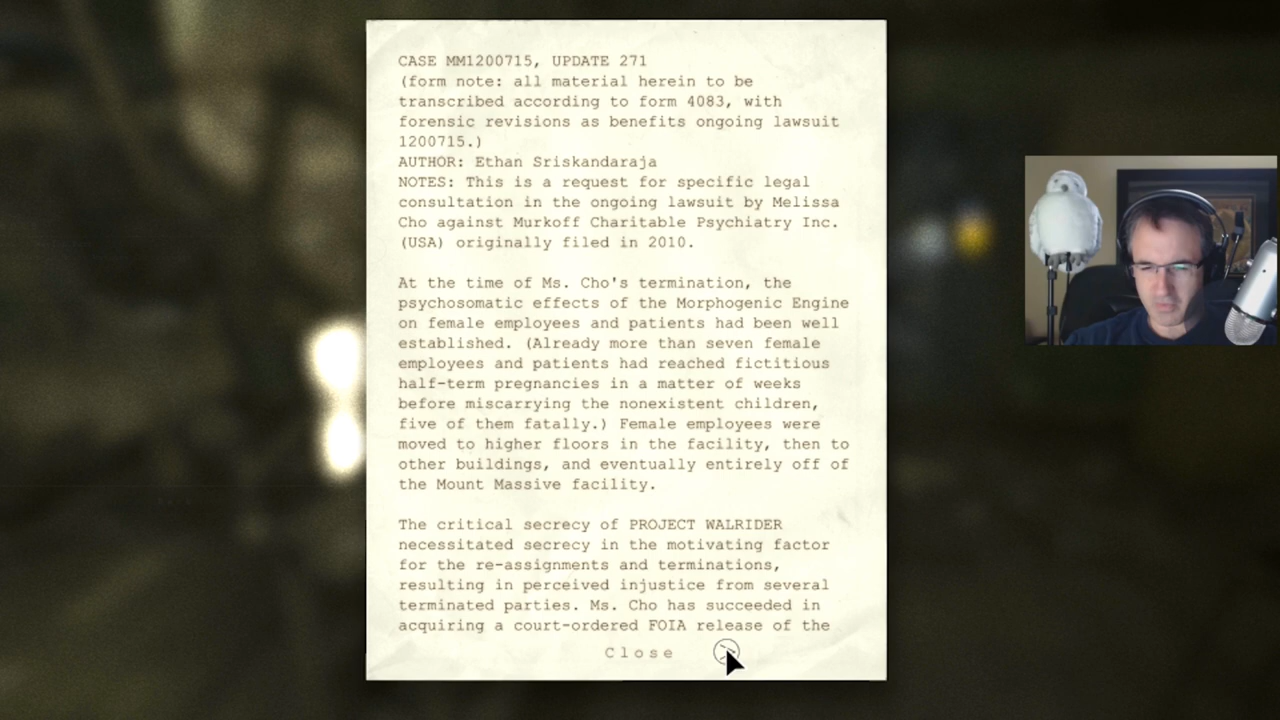 CASE MM1200715, UPDATE 271
(form note: all material herein to be
transcribed according to form 4083, with
forensic revisions as benefits ongoing lawsuit
1200715.)
AUTHOR: Ethan Sriskandaraja
NOTES: This is a request for specific legal
consultation in the ongoing lawsuit by Melissa
Cho against Murkoff Charitable Psychiatry Inc.
(USA) originally filed in 2010.
At the time of Ms. Cho's termination, the
psychosomatic effects of the Morphogenic Engine
on female employees and patients had been well
established. (Already more than seven female
employees and patients had reached fictitious
half-term pregnancies in a matter of weeks
before miscarrying the nonexistent children,
five of them fatally.) Female employees were
moved to higher floors in the facility, then to
other buildings, and eventually entirely off of
the Mount Massive facility.
The critical secrecy of PROJECT WALRIDER
necessitated secrecy in the motivating factor
for the re-assignments and terminations,
resulting in perceived injustice from several
terminated parties. Ms. Cho has succeeded in
acquiring a court-ordered FOIA release of the
Close